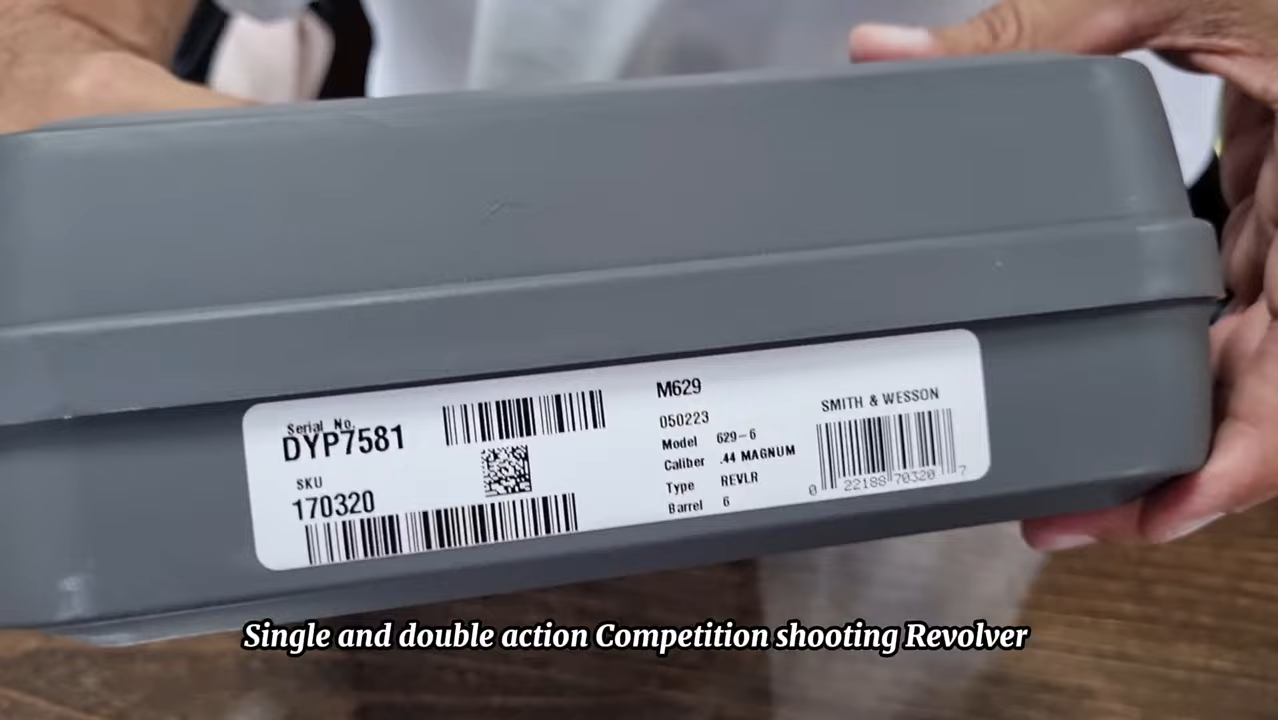 Serial No.
DYP7581
SKU
170320
M629
050223
Model 629-6
Caliber .44 MAGNUM
Type REVLR
Barrel 6
SMITH & WESSON
0 22188 70320 7
Single and double action Competition shooting Revolver